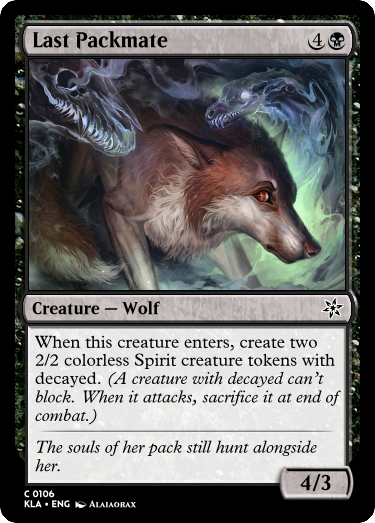 Last Packmate 4
Creature — Wolf
When this creature enters, create two
2/2 colorless Spirit creature tokens with
decayed. (A creature with decayed can't
block. When it attacks, sacrifice it at end of
combat.)
The souls of her pack still hunt alongside
her.
4/3
C 0106
KLA • ENG Alaiaorax